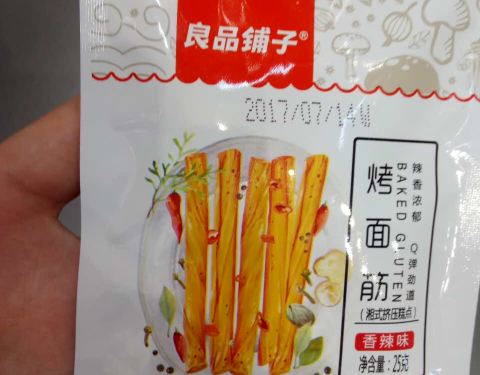 良品铺子®
2017/07/14
烤面筋
BAKED GLUTEN
辣香浓郁 Q弹劲道
(湘式挤压糕点)
香辣味
净含量:25克